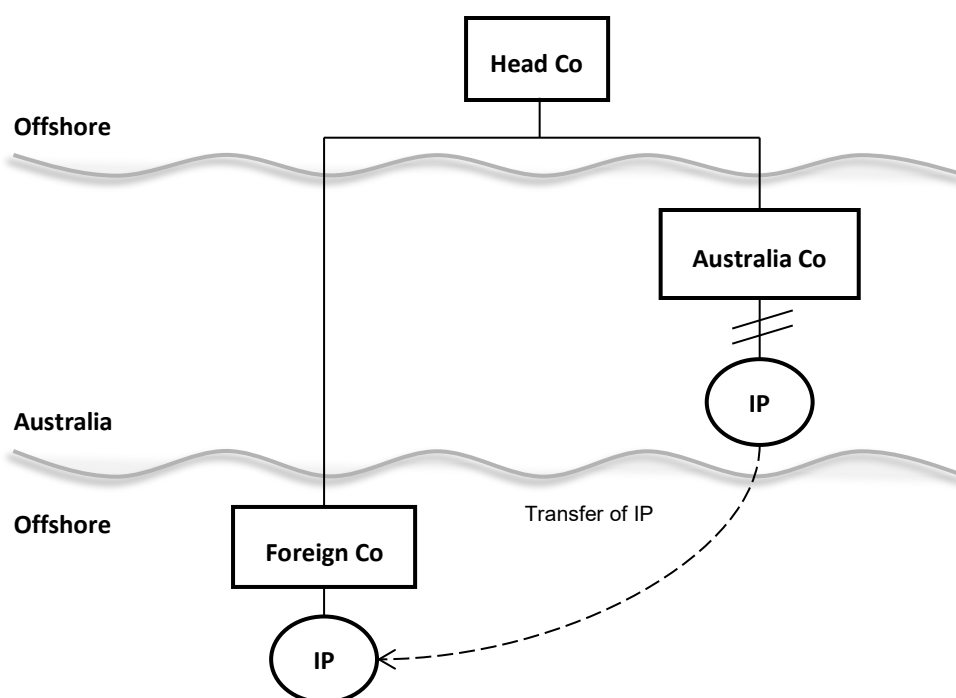 Head Co
Offshore
Australia Co
IP
Australia
Transfer of IP
Offshore
Foreign Co
IP